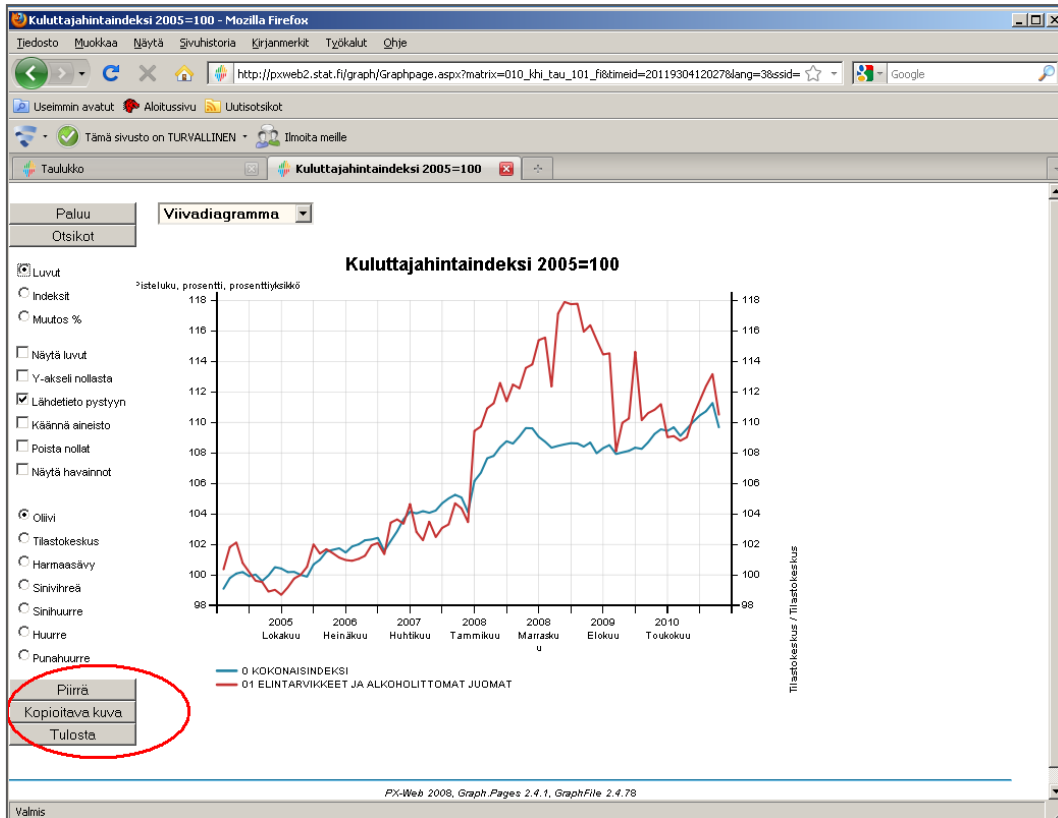 Kuluttajahintaindeksi 2005=100 - Mozilla Firefox
Tiedosto Muokkaa Näytä Sivuhistoria Kirjanmerkit Työkalut Ohje
http://pxweb2.stat.fi/graph/Graphpage.aspx?matrix=010_khi_tau_101_fi&timeid=2011930412027&lang=3&ssid= Google
Useimmin avatut Aloitussivu Uutisotsikot
Tämä sivusto on TURVALLINEN Ilmoita meille
Taulukko Kuluttajahintaindeksi 2005=100
Paluu
Otsikot
Viivadiagramma
Luvut
Indeksit
Muutos %
Näytä luvut
Y-akseli nollasta
Lähdetieto pystyyn
Käännä aineisto
Poista nollat
Näytä havainnot
Oliivi
Tilastokeskus
Harmaasävy
Sinivihreä
Sinihuurre
Huurre
Punahuurre
Piirrä
Kopioitava kuva
Tulosta
Kuluttajahintaindeksi 2005=100
Pisteluku, prosentti, prosenttiyksikkö
118 118
116 116
114 114
112 112
110 110
108 108
106 106
104 104
102 102
100 100
98 98
2005 2006 2007 2008 2008 2009 2010
Lokakuu Heinäkuu Huhtikuu Tammikuu Marrasku Elokuu Toukokuu
u
0 KOKONAISINDEKSI
01 ELINTARVIKKEET JA ALKOHOLITTOMAT JUOMAT
Tilastokeskus / Tilastokeskus
PX-Web 2008, Graph.Pages 2.4.1, GraphFile 2.4.78
Valmis